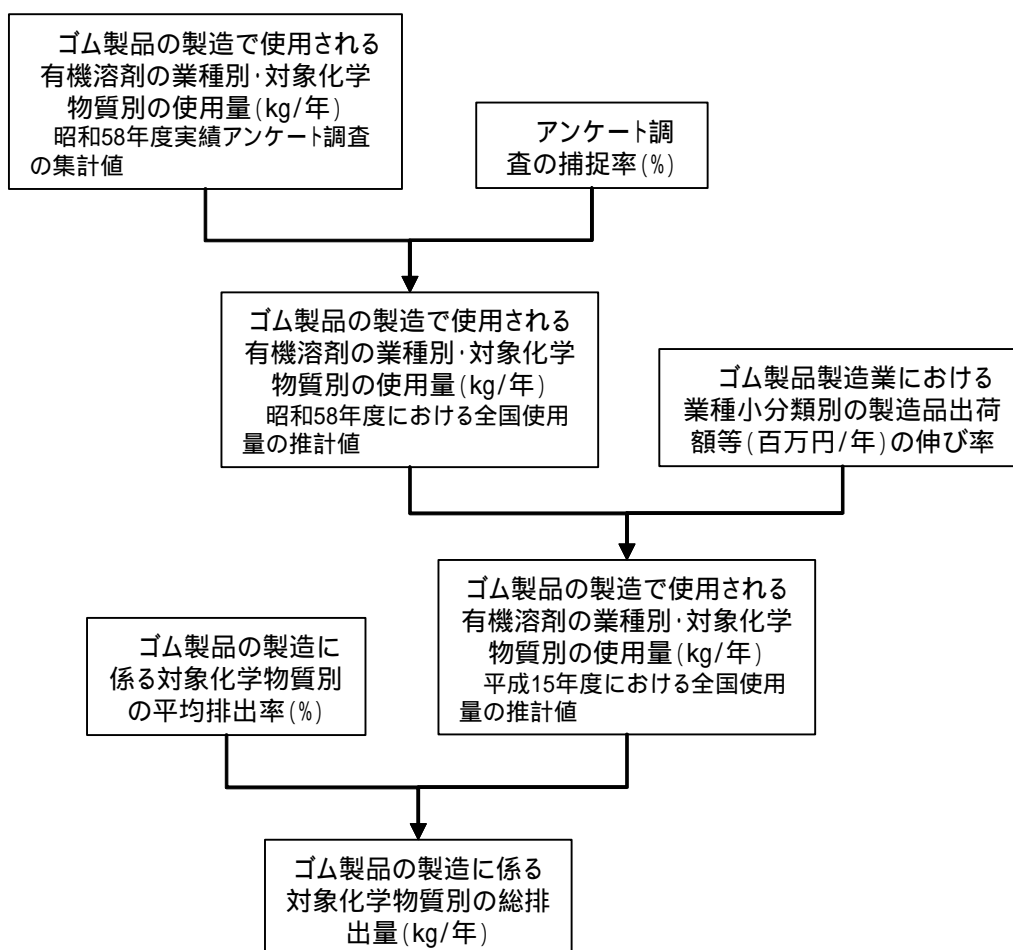 ゴム製品の製造で使用される
有機溶剤の業種別・対象化学
物質別の使用量(kg/年)
昭和58年度実績アンケート調査
の集計値
アンケート調
査の捕捉率(%)
ゴム製品の製造で使用される
有機溶剤の業種別・対象化学
物質別の使用量(kg/年)
昭和58年度における全国使用
量の推計値
ゴム製品製造業における
業種小分類別の製造品出荷
額等(百万円/年)の伸び率
ゴム製品の製造で使用される
有機溶剤の業種別・対象化学
物質別の使用量(kg/年)
平成15年度における全国使用
量の推計値
ゴム製品の製造に
係る対象化学物質別
の平均排出率(%)
ゴム製品の製造に係る
対象化学物質別の総排
出量(kg/年)